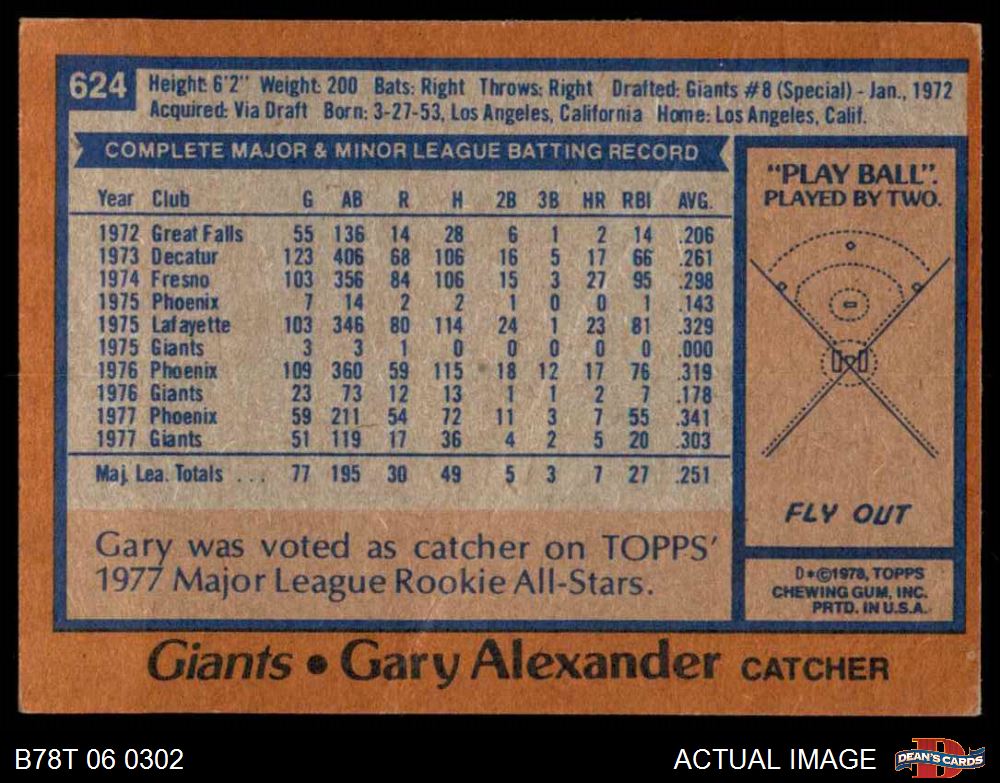 624
Height: 6'2" Weight: 200 Bats: Right Throws: Right Drafted: Giants #8 (Special) - Jan., 1972
Acquired: Via Draft Born: 3-27-53, Los Angeles, California Home: Los Angeles, Calif.
COMPLETE MAJOR & MINOR LEAGUE BATTING RECORD
Year Club G AB R H 2B 3B HR RBI AVG.
1972 Great Falls 55 136 14 28 6 1 2 14 .206
1973 Decatur 123 406 68 106 16 5 17 66 .261
1974 Fresno 103 356 84 106 15 3 27 95 .298
1975 Phoenix 7 14 2 2 1 0 0 1 .143
1975 Lafayette 103 346 80 114 24 1 23 81 .329
1975 Giants 3 3 1 0 0 0 0 0 .000
1976 Phoenix 109 360 59 115 18 12 17 76 .319
1976 Giants 23 73 12 13 1 1 2 7 .178
1977 Phoenix 59 211 54 72 11 3 7 55 .341
1977 Giants 51 119 17 36 4 2 5 20 .303
Maj. Lea. Totals ... 77 195 30 49 5 3 7 27 .251
Gary was voted as catcher on TOPPS'
1977 Major League Rookie All-Stars.
"PLAY BALL".
PLAYED BY TWO.
FLY OUT
D*©1978, TOPPS
CHEWING GUM, INC.
PRTD. IN U.S.A.
Giants • Gary Alexander CATCHER
B78T 06 0302
ACTUAL IMAGE
D
DEAN'S CARDS